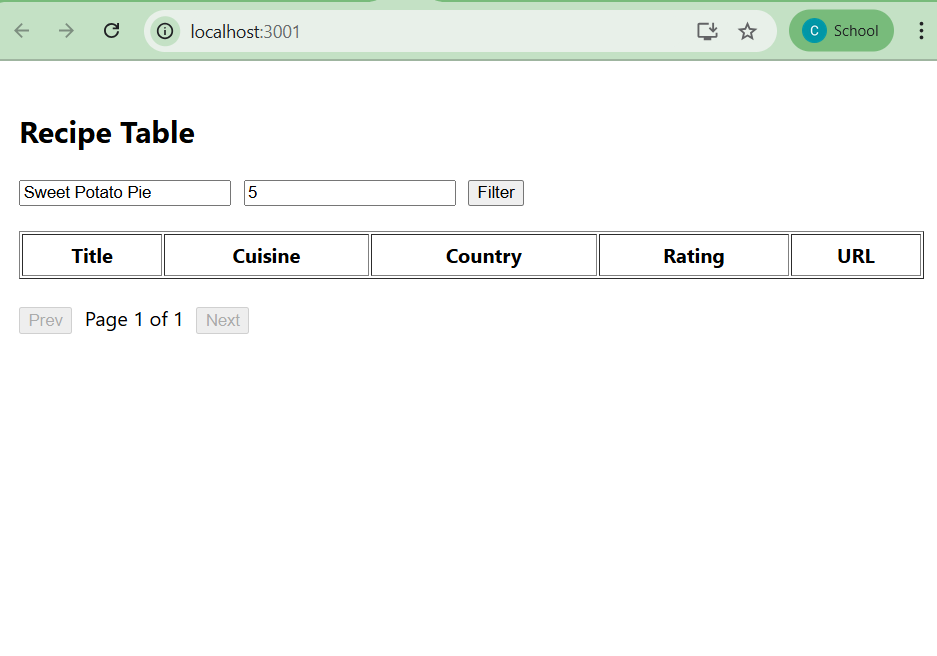 localhost:3001
C School
Recipe Table
Sweet Potato Pie 5 Filter
Title Cuisine Country Rating URL
Prev Page 1 of 1 Next